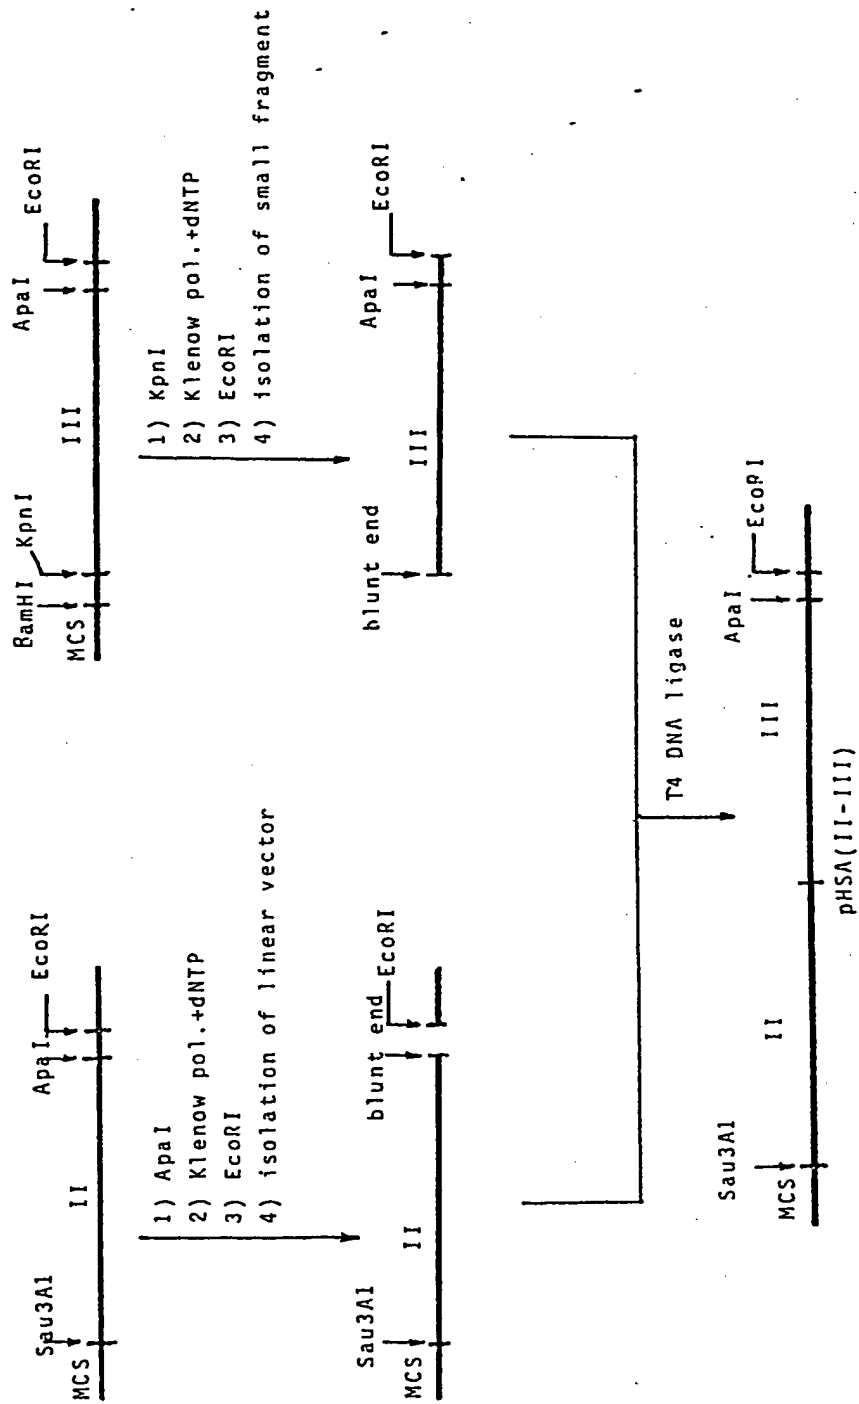 Sau3A1
ApaI
EcoRI
MCS
II
1) ApaI
2) Klenow pol.+dNTP
3) EcoRI
4) isolation of linear vector
Sau3A1
blunt end
EcoRI
MCS
II
BamHI
KpnI
ApaI
EcoRI
MCS
III
1) KpnI
2) Klenow pol.+dNTP
3) EcoRI
4) isolation of small fragment
blunt end
ApaI
EcoRI
III
T4 DNA ligase
Sau3A1
ApaI
EcoRI
MCS
II
III
pHSA(II-III)